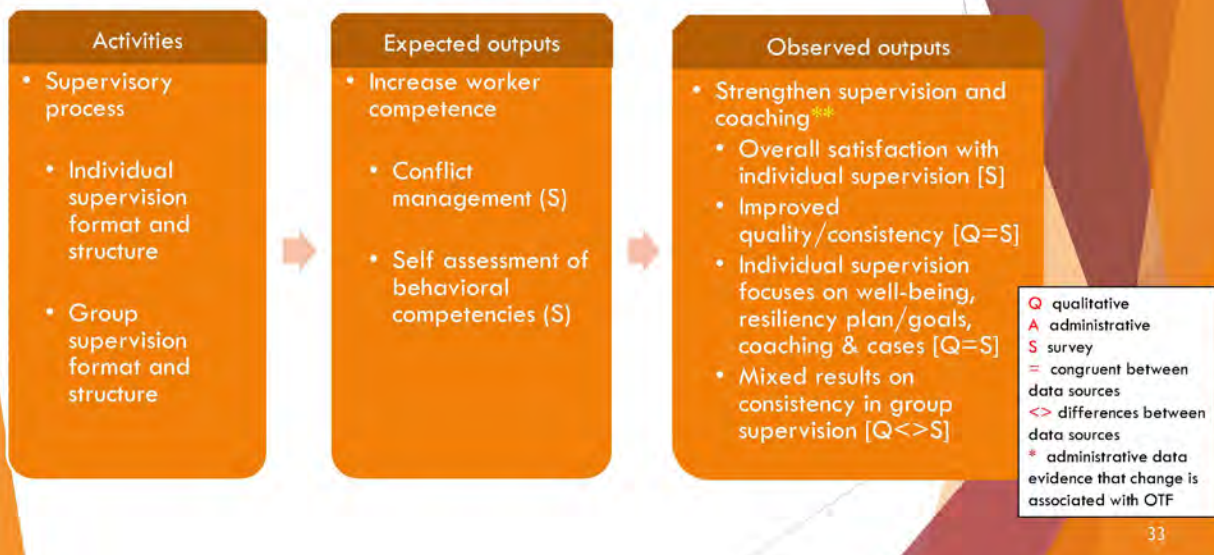 Activities
• Supervisory
process
• Individual
supervision
format and
structure
• Group
supervision
format and
structure
Expected outputs
• Increase worker
competence
• Conflict
management (S)
• Self assessment of
behavioral
competencies (S)
Observed outputs
• Strengthen supervision and
coaching**
• Overall satisfaction with
individual supervision [S]
• Improved
quality/consistency [Q=S]
• Individual supervision
focuses on well-being,
resiliency plan/goals,
coaching & cases [Q=S]
• Mixed results on
consistency in group
supervision [Q<>S]
Q qualitative
A administrative
S survey
= congruent between
data sources
<> differences between
data sources
* administrative data
evidence that change is
associated with OTF
33